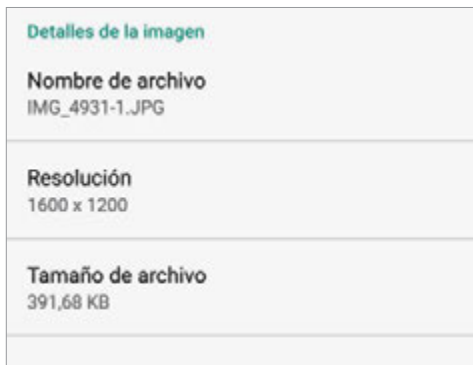 Detalles de la imagen
Nombre de archivo
IMG_4931-1.JPG
Resolución
1600 x 1200
Tamaño de archivo
391,68 KB